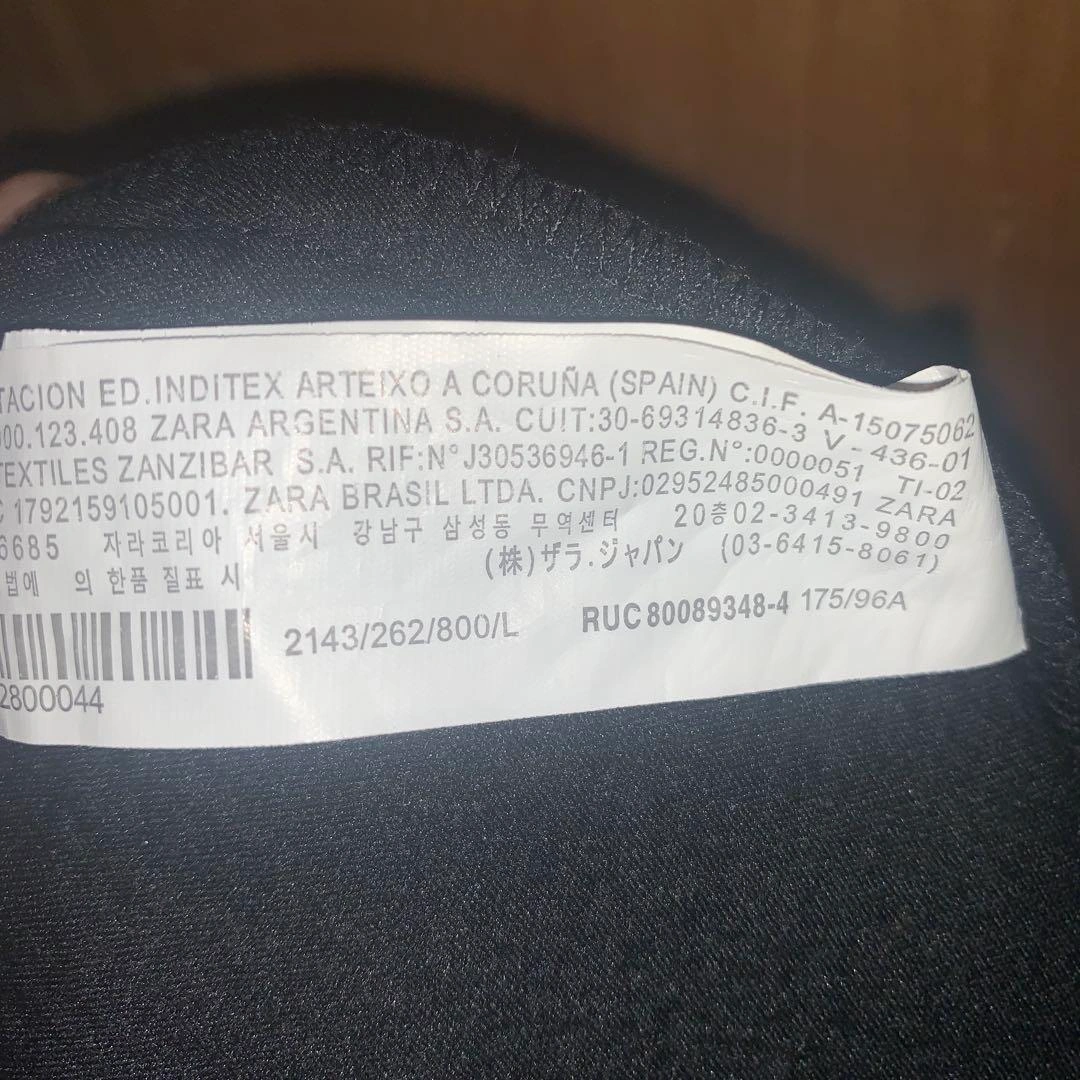 TACION ED.INDITEX ARTEIXO A CORUÑA (SPAIN) C.I.F. A-15075062
000.123.408 ZARA ARGENTINA S.A. CUIT:30-69314836-3 V-436-01
TEXTILES ZANZIBAR S.A. RIF:N°J30536946-1 REG.N°:0000051 TI-02
C 1792159105001. ZARA BRASIL LTDA. CNPJ:02952485000491 ZARA
6685 자라코리아 서울시 강남구 삼성동 무역센터 20층02-3413-9800
법에 의 한품 질표 시 (株)ザラ.ジャパン (03-6415-8061)
2143/262/800/L RUC80089348-4 175/96A
2800044